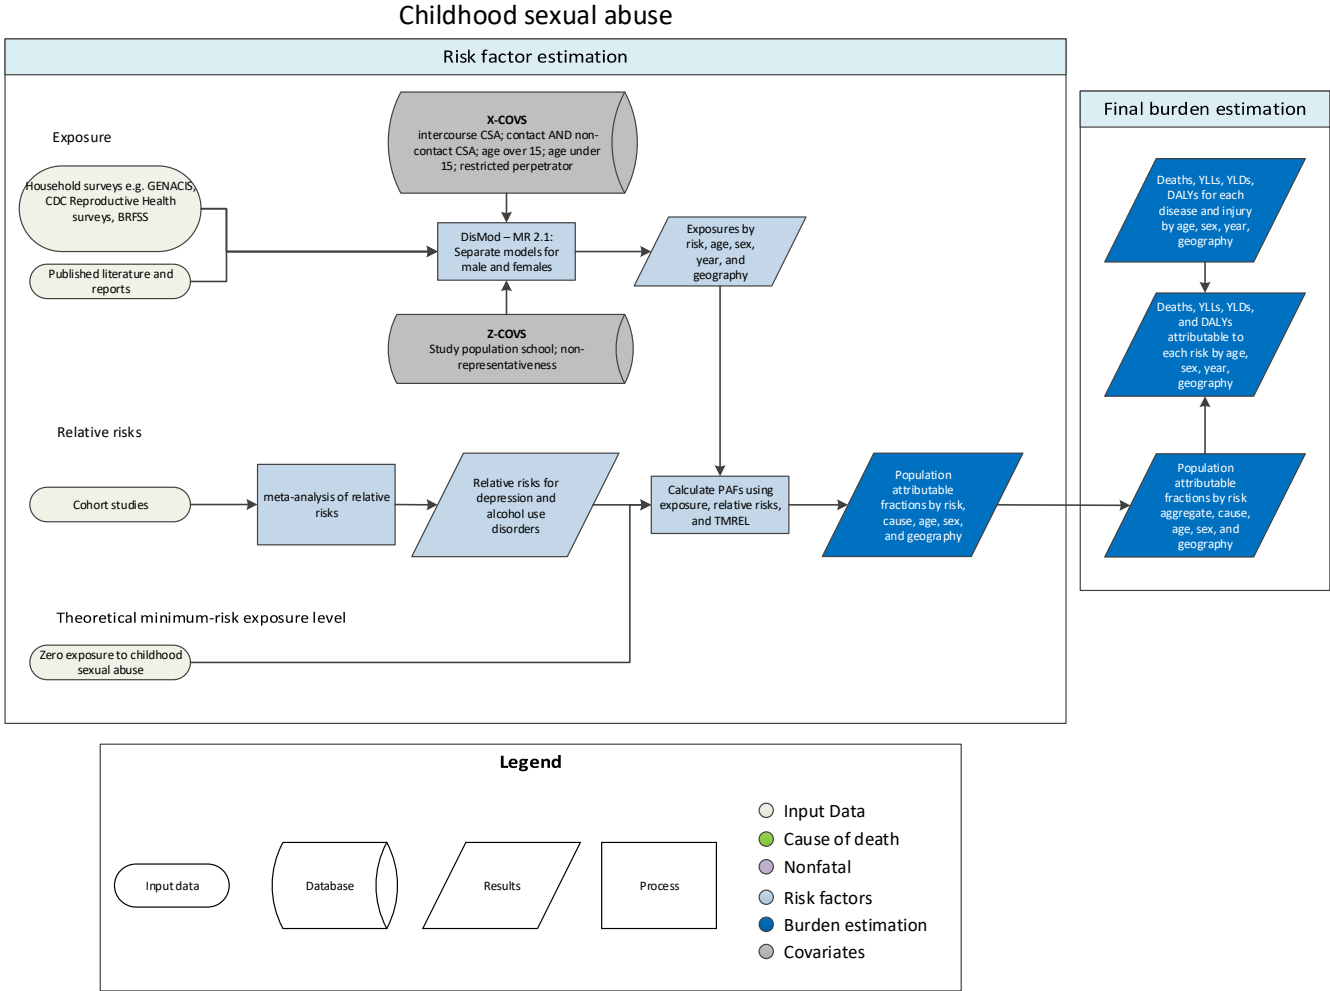 Childhood sexual abuse
Risk factor estimation
Final burden estimation
Exposure
X-COVS
intercourse CSA; contact AND non-
contact CSA; age over 15; age under
15; restricted perpetrator
Household surveys e.g. GENACIS,
CDC Reproductive Health
surveys, BRFSS
Published literature and
reports
DisMod – MR 2.1:
Separate models for
male and females
Exposures by
risk, age, sex,
year, and
geography
Z-COVS
Study population school; non-
representativeness
Deaths, YLLs, YLDs,
DALYs for each
disease and injury
by age, sex, year,
geography
Deaths, YLLs, YLDs,
and DALYs
attributable to
each risk by age,
sex, year,
geography
Relative risks
Cohort studies
meta-analysis of relative
risks
Relative risks for
depression and
alcohol use
disorders
Calculate PAFs using
exposure, relative risks,
and TMREL
Population
attributable
fractions by risk,
cause, age, sex,
and geography
Population
attributable
fractions by risk
aggregate, cause,
age, sex, and
geography
Theoretical minimum-risk exposure level
Zero exposure to childhood
sexual abuse
Legend
Input data
Database
Results
Process
Input Data
Cause of death
Nonfatal
Risk factors
Burden estimation
Covariates